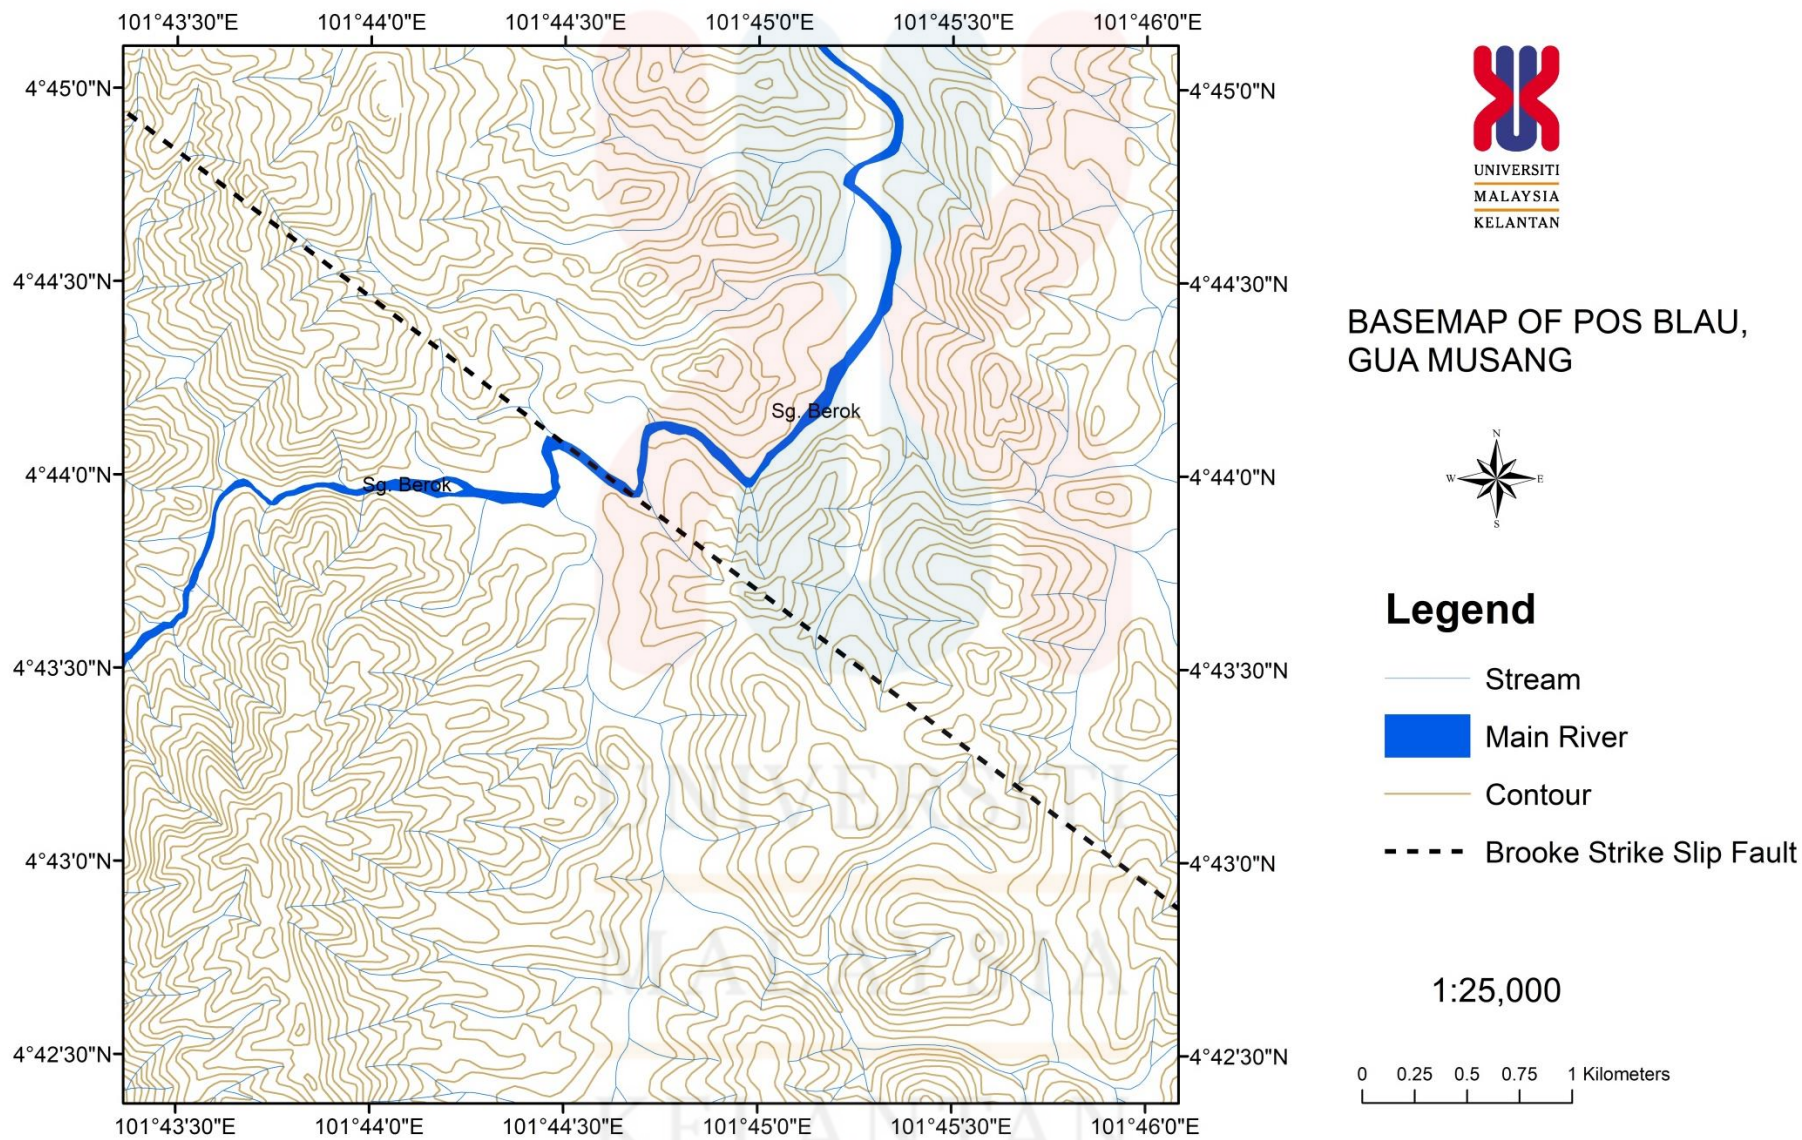 101°43'30"E 101°44'0"E 101°44'30"E 101°45'0"E 101°45'30"E 101°46'0"E
4°45'0"N 4°45'0"N
4°44'30"N 4°44'30"N
4°44'0"N 4°44'0"N
4°43'30"N 4°43'30"N
4°43'0"N 4°43'0"N
4°42'30"N 4°42'30"N
101°43'30"E 101°44'0"E 101°44'30"E 101°45'0"E 101°45'30"E 101°46'0"E
Sg. Berok
Sg. Berok
UNIVERSITI
MALAYSIA
KELANTAN
UNIVERSITI
MALAYSIA
KELANTAN
BASEMAP OF POS BLAU,
GUA MUSANG
N
W E
S
Legend
Stream
Main River
Contour
Brooke Strike Slip Fault
1:25,000
0 0.25 0.5 0.75 1 Kilometers